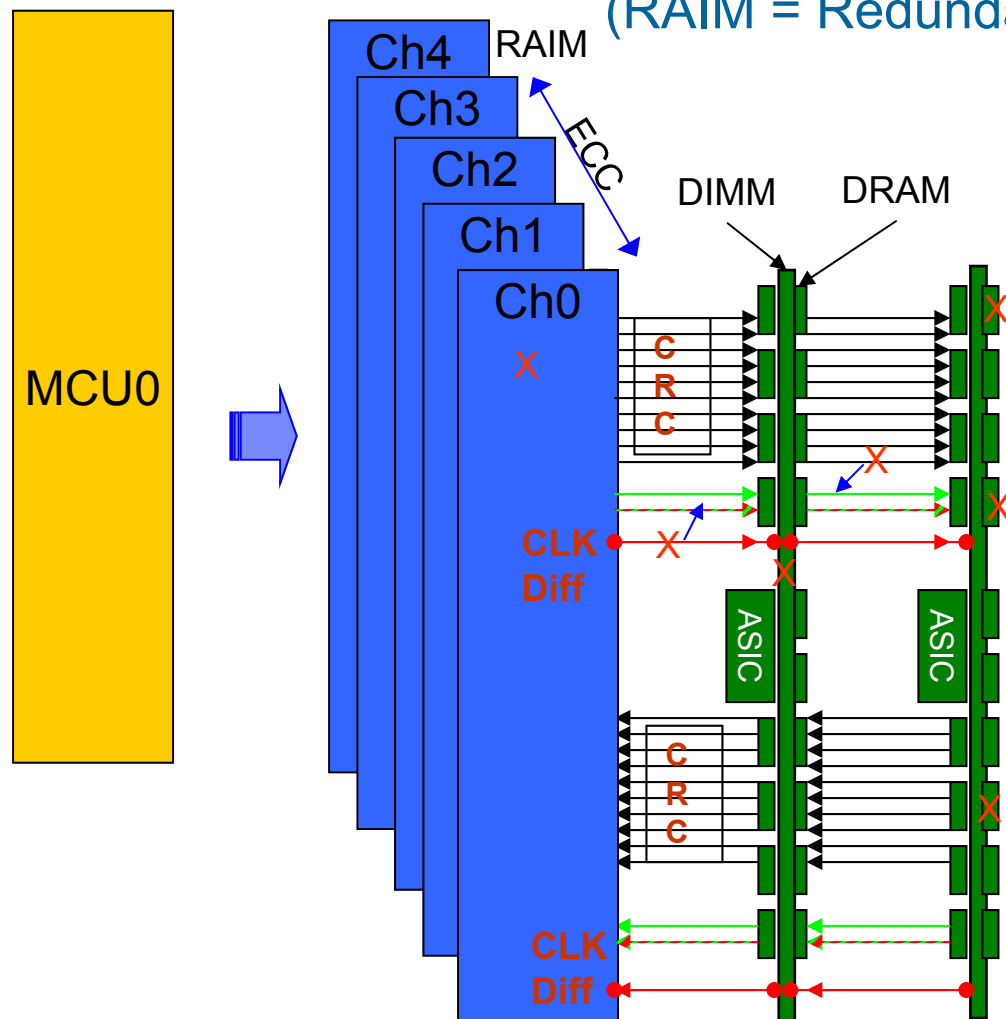 (RAIM = Redunda
Ch4
RAIM
Ch3
ECC
Ch2
DIMM
DRAM
Ch1
Ch0
X
X
C
R
C
MCU0
X
X
X
CLK
Diff
X
X
ASIC
ASIC
C
R
C
X
CLK
Diff